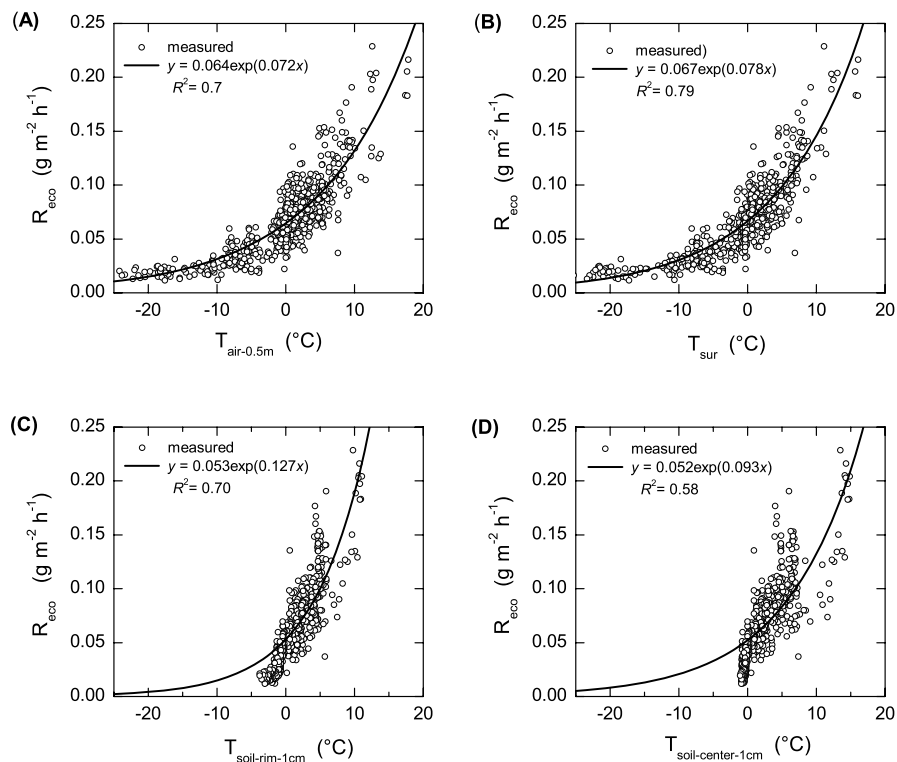 (A)
0.25
0.20
0.15
0.10
0.05
0.00
R_eco (g m⁻² h⁻¹)
measured
y = 0.064exp(0.072x)
R²= 0.7
-20 -10 0 10 20
T_air-0.5m (°C)
(B)
0.25
0.20
0.15
0.10
0.05
0.00
R_eco (g m⁻² h⁻¹)
measured)
y = 0.067exp(0.078x)
R²= 0.79
-20 -10 0 10 20
T_sur (°C)
(C)
0.25
0.20
0.15
0.10
0.05
0.00
R_eco (g m⁻² h⁻¹)
measured
y = 0.053exp(0.127x)
R²= 0.70
-20 -10 0 10 20
T_soil-rim-1cm (°C)
(D)
0.25
0.20
0.15
0.10
0.05
0.00
R_eco (g m⁻² h⁻¹)
measured
y = 0.052exp(0.093x)
R²= 0.58
-20 -10 0 10 20
T_soil-center-1cm (°C)